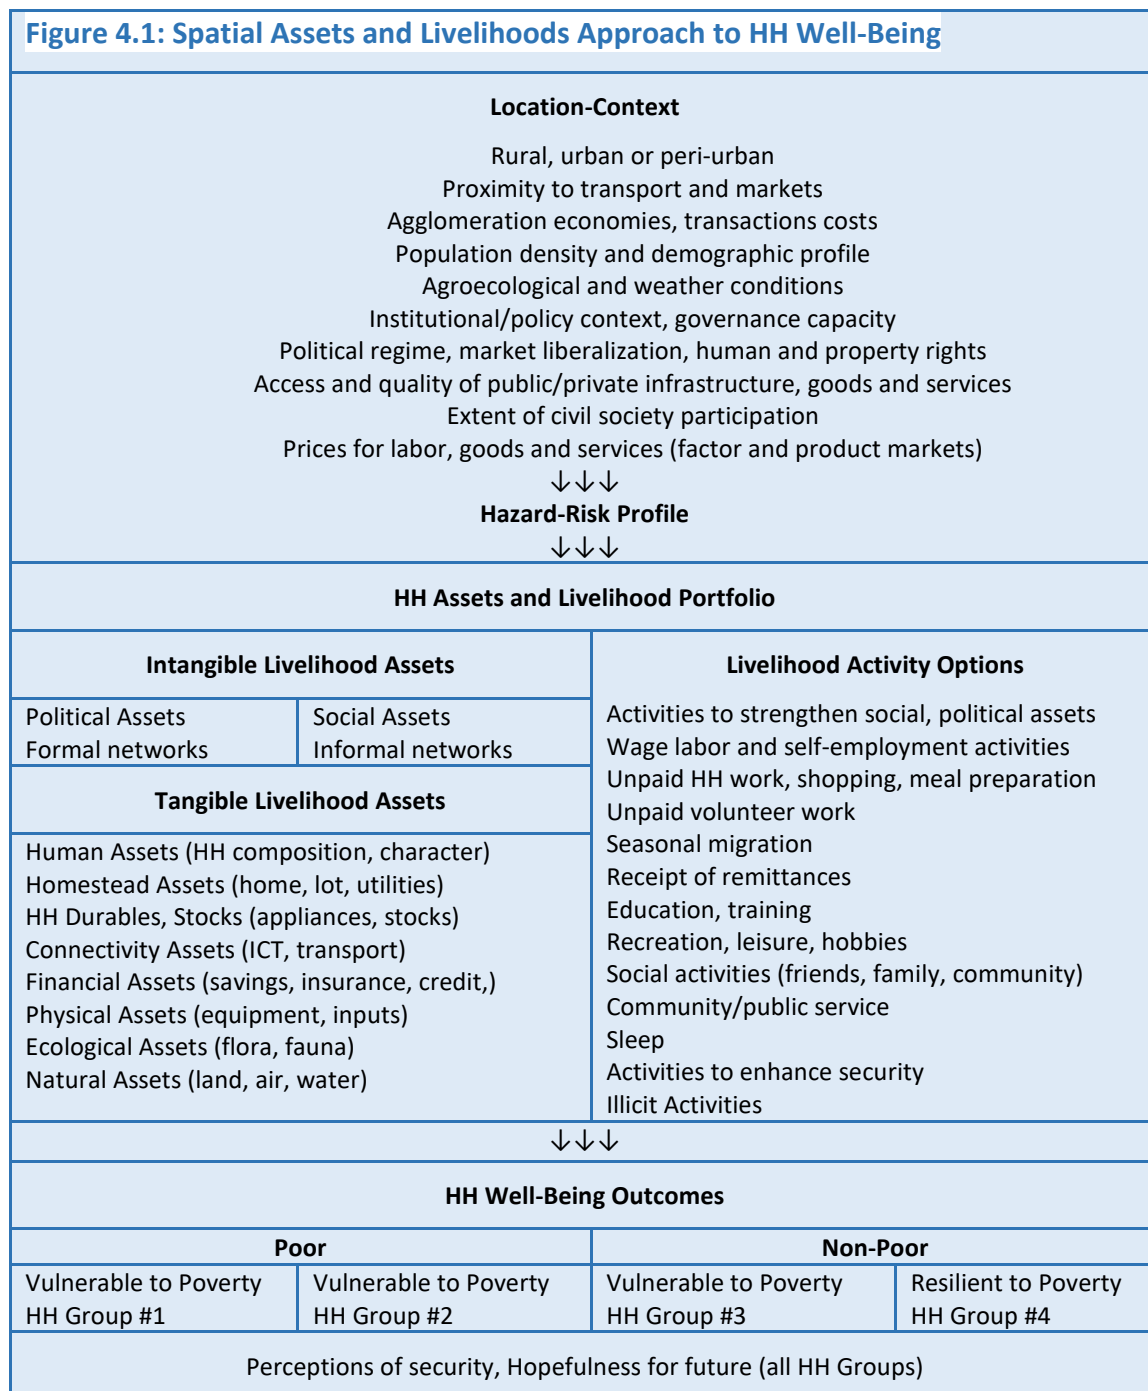 Figure 4.1: Spatial Assets and Livelihoods Approach to HH Well-Being
Location-Context
Rural, urban or peri-urban
Proximity to transport and markets
Agglomeration economies, transactions costs
Population density and demographic profile
Agroecological and weather conditions
Institutional/policy context, governance capacity
Political regime, market liberalization, human and property rights
Access and quality of public/private infrastructure, goods and services
Extent of civil society participation
Prices for labor, goods and services (factor and product markets)
↓↓↓
Hazard-Risk Profile
↓↓↓
HH Assets and Livelihood Portfolio
Intangible Livelihood Assets
Political Assets
Formal networks
Social Assets
Informal networks
Tangible Livelihood Assets
Human Assets (HH composition, character)
Homestead Assets (home, lot, utilities)
HH Durables, Stocks (appliances, stocks)
Connectivity Assets (ICT, transport)
Financial Assets (savings, insurance, credit,)
Physical Assets (equipment, inputs)
Ecological Assets (flora, fauna)
Natural Assets (land, air, water)
Livelihood Activity Options
Activities to strengthen social, political assets
Wage labor and self-employment activities
Unpaid HH work, shopping, meal preparation
Unpaid volunteer work
Seasonal migration
Receipt of remittances
Education, training
Recreation, leisure, hobbies
Social activities (friends, family, community)
Community/public service
Sleep
Activities to enhance security
Illicit Activities
↓↓↓
HH Well-Being Outcomes
Poor
Non-Poor
Vulnerable to Poverty
HH Group #1
Vulnerable to Poverty
HH Group #2
Vulnerable to Poverty
HH Group #3
Resilient to Poverty
HH Group #4
Perceptions of security, Hopefulness for future (all HH Groups)